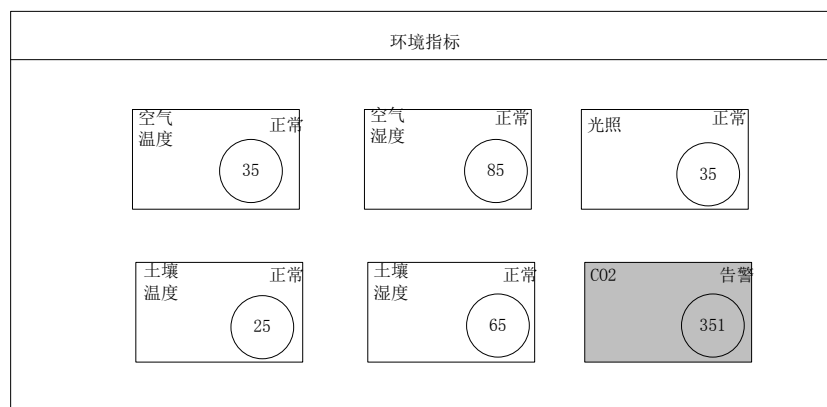 环境指标
空气
温度
正常
35
空气
湿度
正常
85
光照
正常
35
土壤
温度
正常
25
土壤
湿度
正常
65
CO2
告警
351